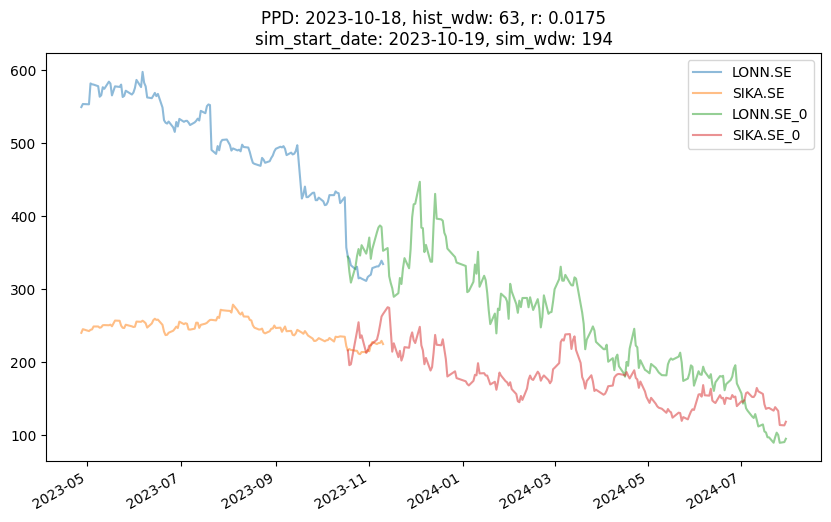 PPD: 2023-10-18, hist_wdw: 63, r: 0.0175
sim_start_date: 2023-10-19, sim_wdw: 194
LONN.SE
SIKA.SE
LONN.SE_0
SIKA.SE_0
600
500
400
300
200
100
2023-05
2023-07
2023-09
2023-11
2024-01
2024-03
2024-05
2024-07